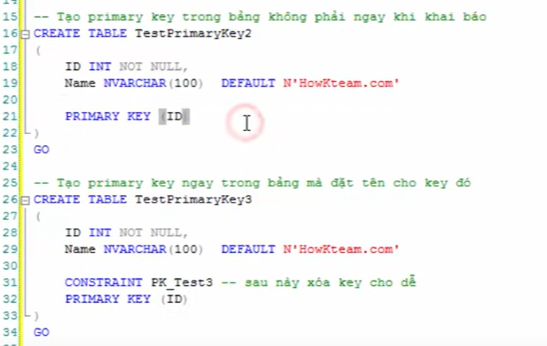 15 -- Tạo primary key trong bảng không phải ngay khi khai báo
16 CREATE TABLE TestPrimaryKey2
17 (
18 ID INT NOT NULL,
19 Name NVARCHAR(100) DEFAULT N'HowKteam.com'
20
21 PRIMARY KEY (ID)
22 )
23 GO
24
25 -- Tạo primary key ngay trong bảng mà đặt tên cho key đó
26 CREATE TABLE TestPrimaryKey3
27 (
28 ID INT NOT NULL,
29 Name NVARCHAR(100) DEFAULT N'HowKteam.com'
30
31 CONSTRAINT PK_Test3 -- sau này xóa key cho dễ
32 PRIMARY KEY (ID)
33 )
34 GO